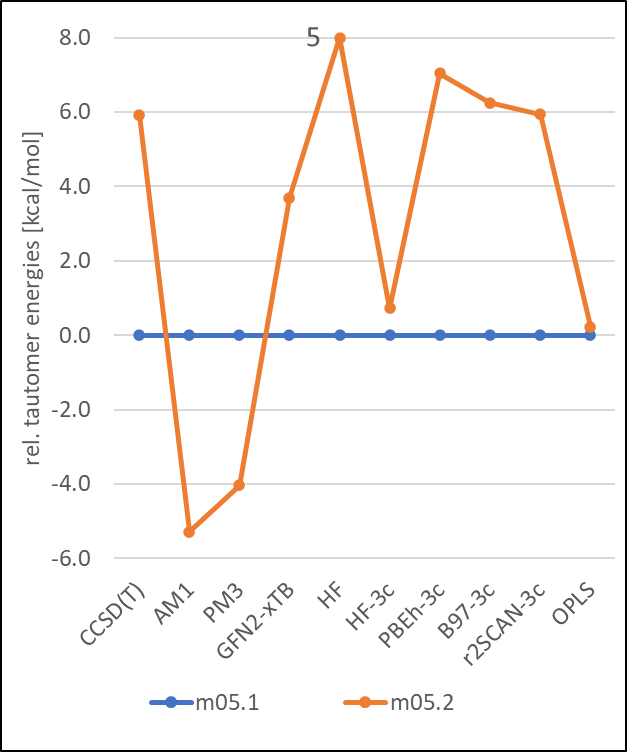 5
8.0
6.0
4.0
2.0
0.0
-2.0
-4.0
-6.0
rel. tautomer energies [kcal/mol]
CCSD(T)
AM1
PM3
GFN2-xTB
HF
HF-3c
PBEh-3c
B97-3c
r2SCAN-3c
OPLS
m05.1
m05.2